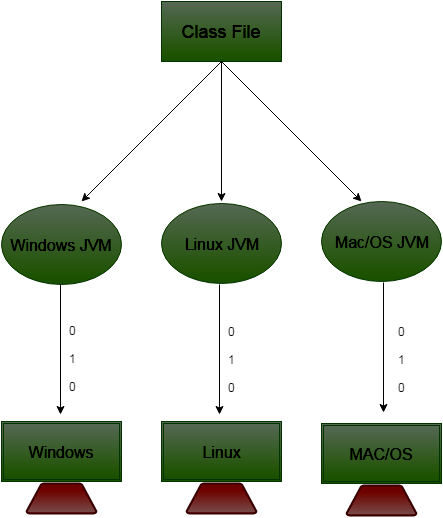 Class File
Windows JVM
Linux JVM
Mac/OS JVM
0
0
0
1
1
1
0
0
0
Windows
Linux
MAC/OS